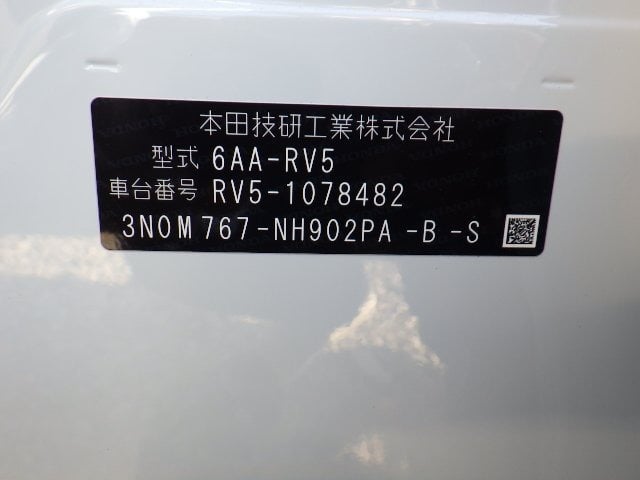 本田技研工業株式会社
型式 6AA-RV5
車台番号 RV5-1078482
3N0M767-NH902PA-B-S